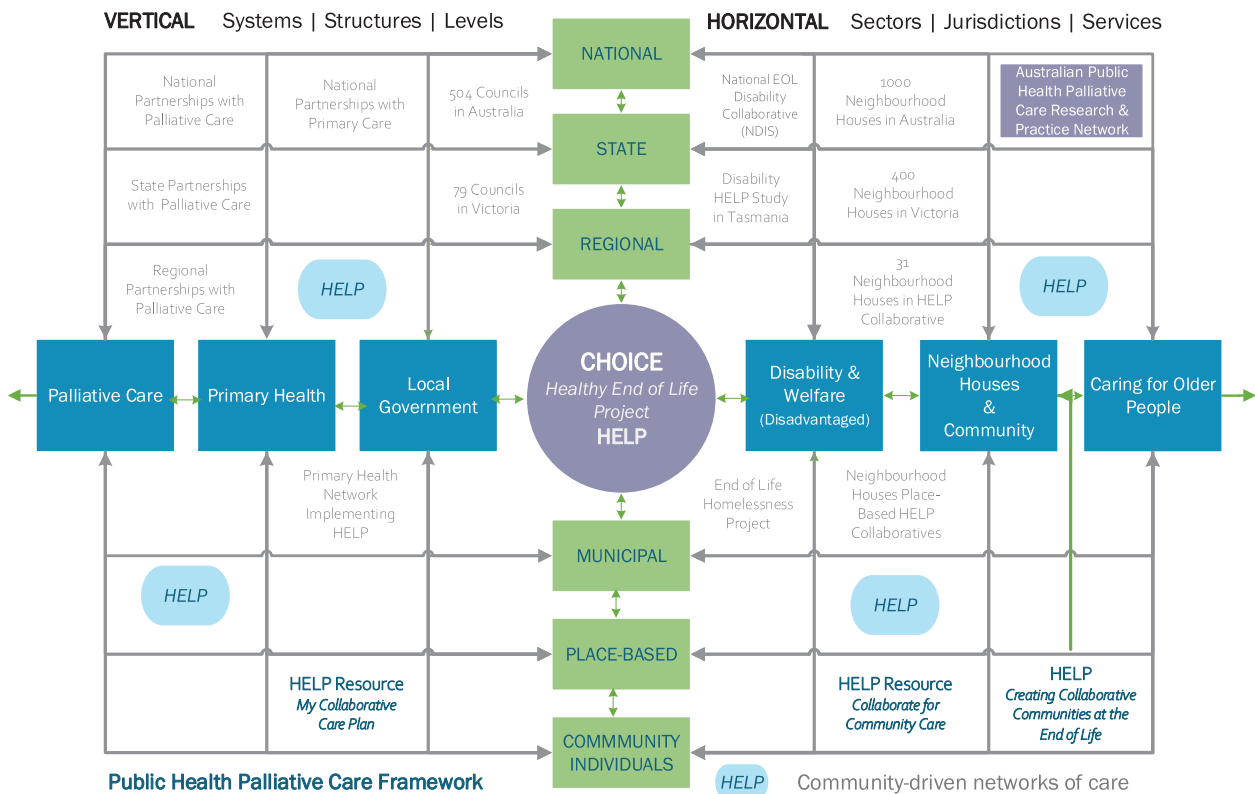 VERTICAL Systems | Structures | Levels
HORIZONTAL Sectors | Jurisdictions | Services
NATIONAL
National
Partnerships with
Palliative Care
National
Partnerships with
Primary Care
504 Councils
in Australia
National EOL
Disability
Collaborative
(NDIS)
1000
Neighbourhood
Houses in Australia
Australian Public
Health Palliative
Care Research &
Practice Network
STATE
State Partnerships
with Palliative Care
79 Councils
in Victoria
Disability
HELP Study
in Tasmania
400
Neighbourhood
Houses in Victoria
REGIONAL
Regional
Partnerships with
Palliative Care
HELP
31
Neighbourhood
Houses in HELP
Collaborative
HELP
Palliative Care
Primary Health
Local
Government
CHOICE
Healthy End of Life
Project
HELP
Disability &
Welfare
(Disadvantaged)
Neighbourhood
Houses
&
Community
Caring for Older
People
Primary Health
Network
Implementing
HELP
End of Life
Homelessness
Project
Neighbourhood
Houses Place-
Based HELP
Collaboratives
MUNICIPAL
HELP
HELP
PLACE-BASED
HELP Resource
My Collaborative
Care Plan
HELP Resource
Collaborate for
Community Care
HELP
Creating Collaborative
Communities at the
End of Life
COMMMUNITY
INDIVIDUALS
Public Health Palliative Care Framework
HELP Community-driven networks of care